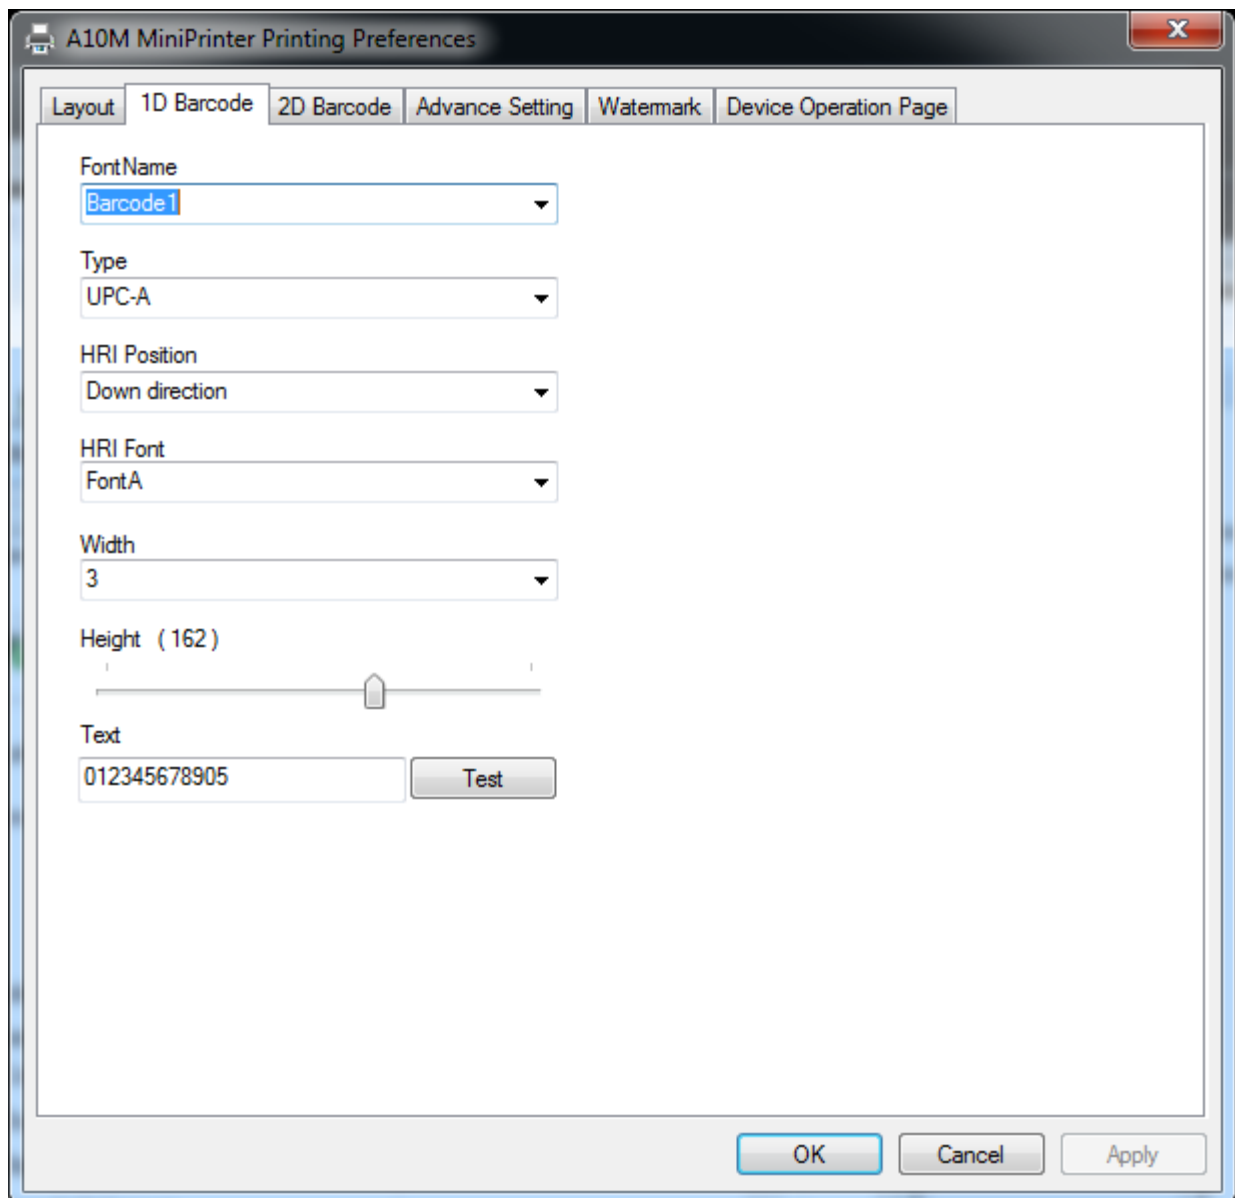 A10M MiniPrinter Printing Preferences
Layout 1D Barcode 2D Barcode Advance Setting Watermark Device Operation Page
FontName
Barcode1
Type
UPC-A
HRI Position
Down direction
HRI Font
FontA
Width
3
Height ( 162 )
Text
012345678905 Test
OK Cancel Apply